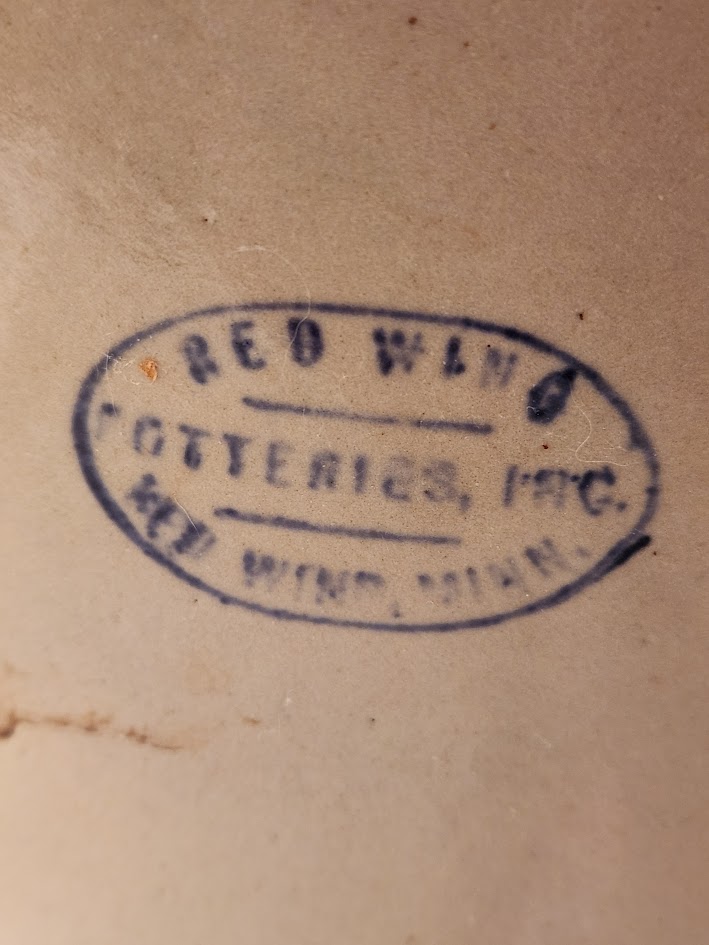 RED WING
POTTERIES, INC.
RED WING, MINN.